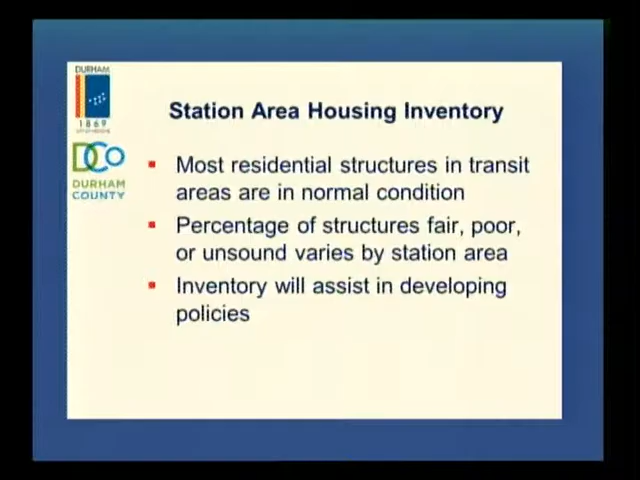 DURHAM
1869
DCO
DURHAM
COUNTY
Station Area Housing Inventory
Most residential structures in transit
areas are in normal condition
Percentage of structures fair, poor,
or unsound varies by station area
Inventory will assist in developing
policies